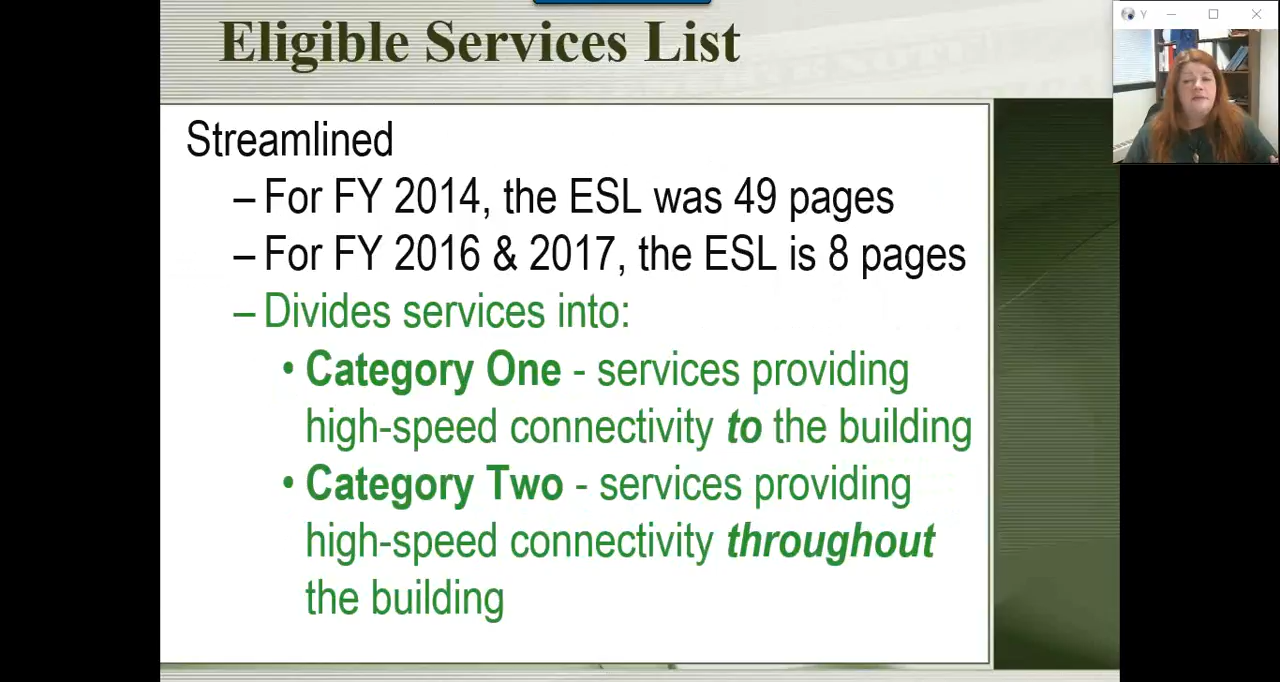 Eligible Services List
Y
Streamlined
– For FY 2014, the ESL was 49 pages
– For FY 2016 & 2017, the ESL is 8 pages
– Divides services into:
• Category One - services providing
high-speed connectivity to the building
• Category Two - services providing
high-speed connectivity throughout
the building